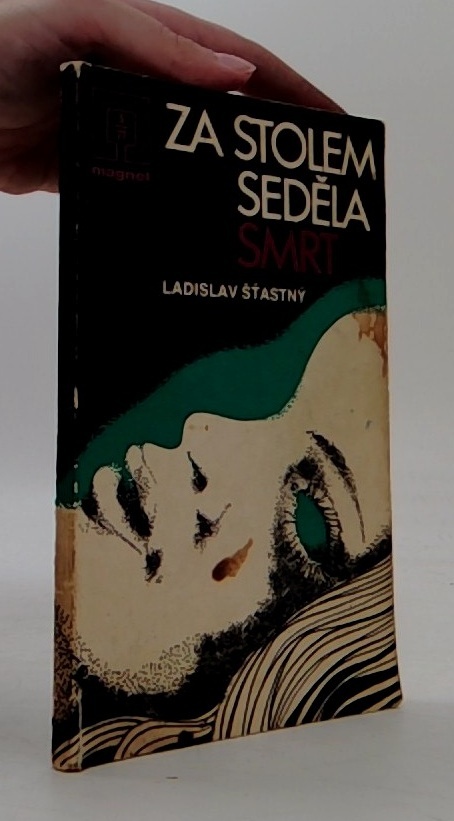 magnet
ZA STOLEM
SEDĚLA
SMRT
LADISLAV ŠŤASTNÝ